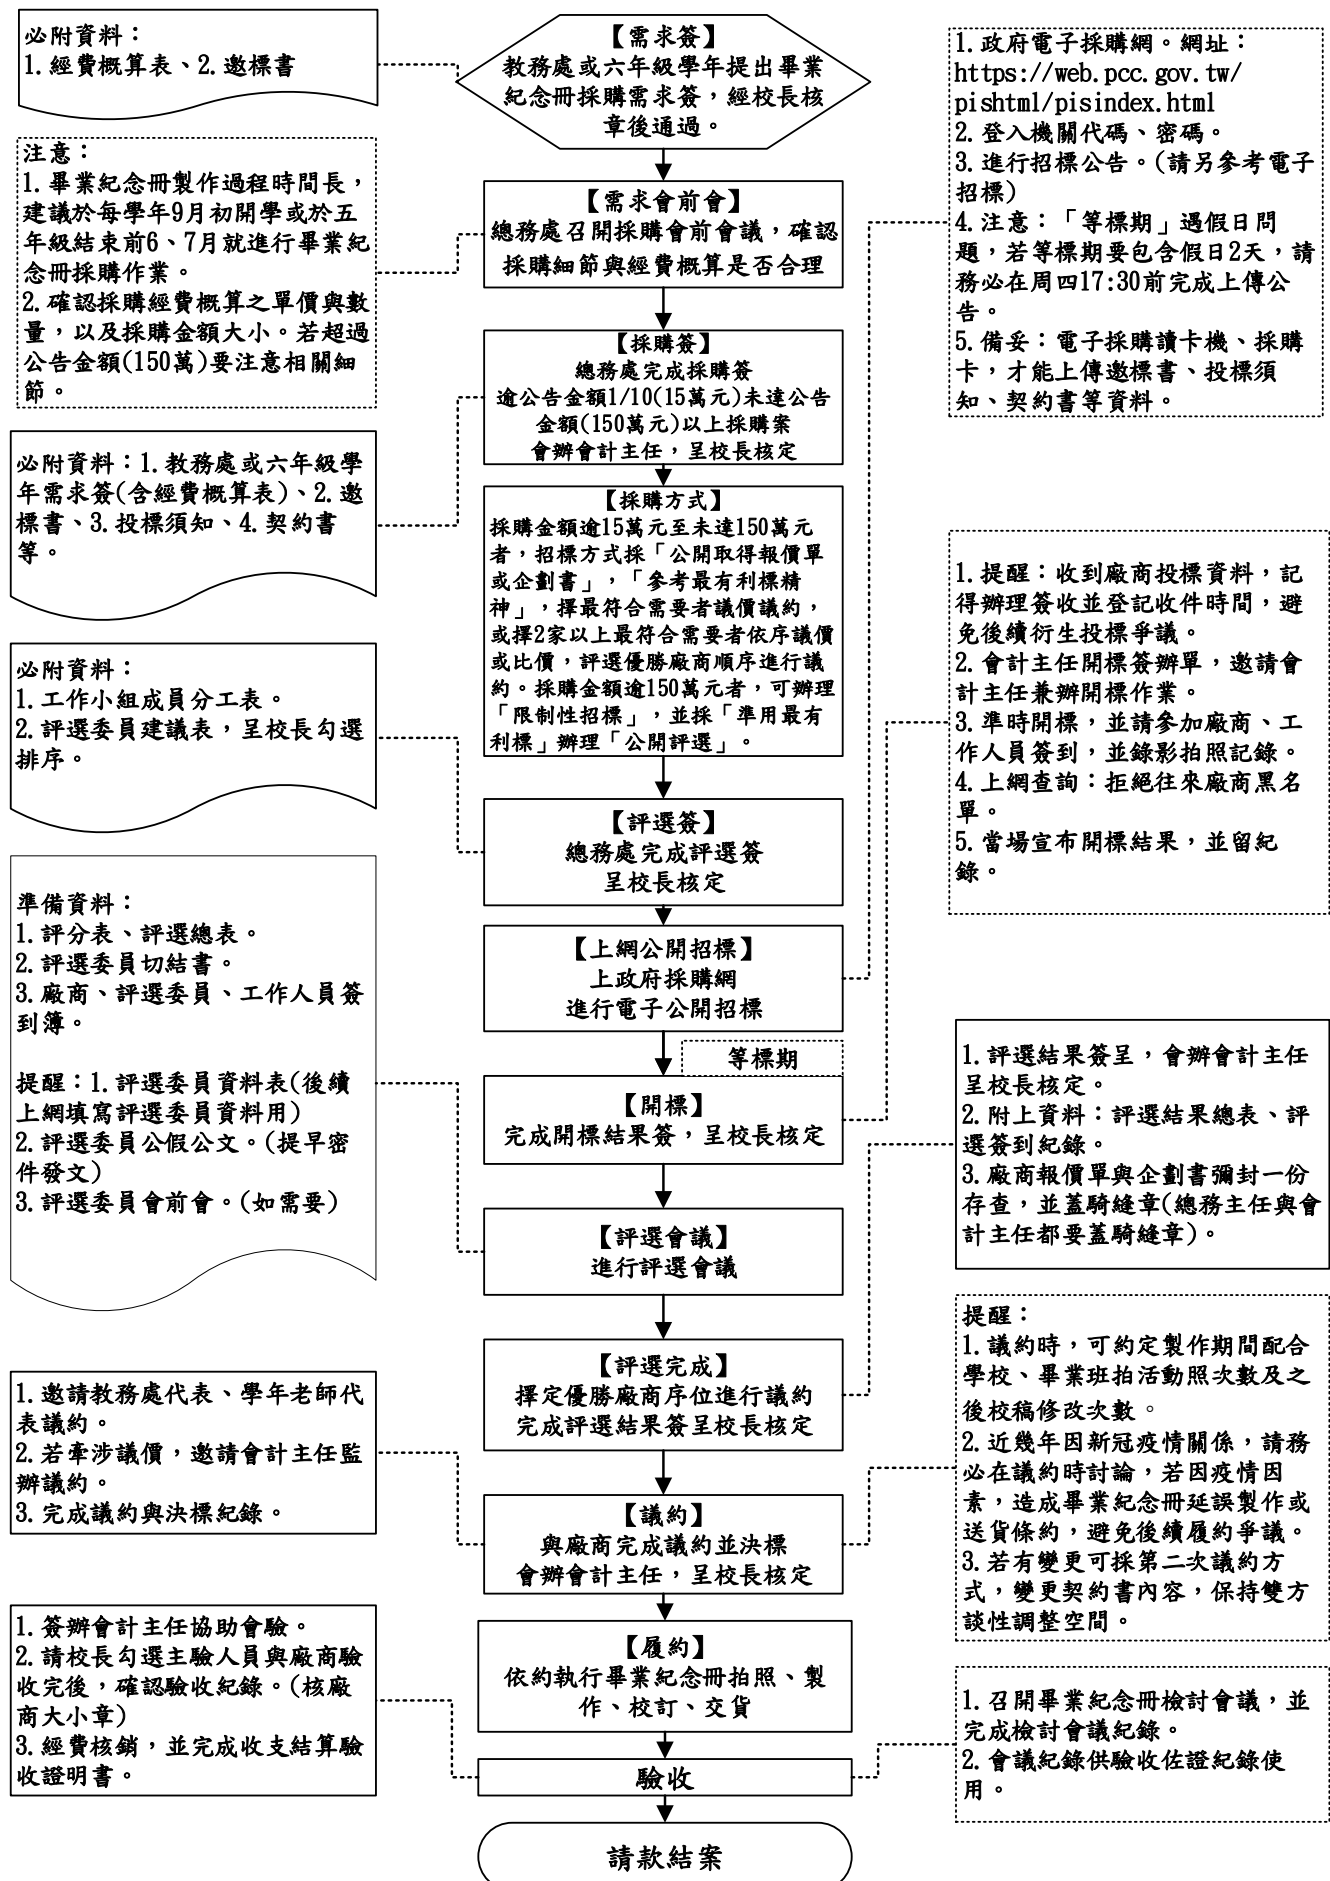 必附資料：
1.經費概算表、2.邀標書
【需求簽】
教務處或六年級學年提出畢業
紀念冊採購需求簽，經校長核
章後通過。
注意：
1.畢業紀念冊製作過程時間長，
建議於每學年9月初開學或於五
年級結束前6、7月就進行畢業紀
念冊採購作業。
2.確認採購經費概算之單價與數
量，以及採購金額大小。若超過
公告金額(150萬)要注意相關細
節。
【需求會前會】
總務處召開採購會前會議，確認
採購細節與經費概算是否合理
【採購簽】
總務處完成採購簽
逾公告金額1/10(15萬元)未達公告
金額(150萬元)以上採購案
會辦會計主任，呈校長核定
必附資料：1.教務處或六年級學
年需求簽(含經費概算表)、2.邀
標書、3.投標須知、4.契約書
等。
【採購方式】
採購金額逾15萬元至未達150萬元
者，招標方式採「公開取得報價單
或企劃書」，「參考最有利標精
神」，擇最符合需要者議價議約，
或擇2家以上最符合需要者依序議價
或比價，評選優勝廠商順序進行議
約。採購金額逾150萬元者，可辦理
「限制性招標」，並採「準用最有
利標」辦理「公開評選」。
必附資料：
1.工作小組成員分工表。
2.評選委員建議表，呈校長勾選
排序。
【評選簽】
總務處完成評選簽
呈校長核定
【上網公開招標】
上政府採購網
進行電子公開招標
1.政府電子採購網。網址：
https://web.pcc.gov.tw/
pishtml/pisindex.html
2.登入機關代碼、密碼。
3.進行招標公告。(請另參考電子
招標)
4.注意：「等標期」遇假日問
題，若等標期要包含假日2天，請
務必在周四17:30前完成上傳公
告。
5.備妥：電子採購讀卡機、採購
卡，才能上傳邀標書、投標須
知、契約書等資料。
等標期
【開標】
完成開標結果簽，呈校長核定
1.提醒：收到廠商投標資料，記
得辦理簽收並登記收件時間，避
免後續衍生投標爭議。
2.會計主任開標簽辦單，邀請會
計主任兼辦開標作業。
3.準時開標，並請參加廠商、工
作人員簽到，並錄影拍照記錄。
4.上網查詢：拒絕往來廠商黑名
單。
5.當場宣布開標結果，並留紀
錄。
準備資料：
1.評分表、評選總表。
2.評選委員切結書。
3.廠商、評選委員、工作人員簽
到簿。
提醒：1.評選委員資料表(後續
上網填寫評選委員資料用)
2.評選委員公假公文。(提早密
件發文)
3.評選委員會前會。(如需要)
【評選會議】
進行評選會議
【評選完成】
擇定優勝廠商序位進行議約
完成評選結果簽呈校長核定
1.評選結果簽呈，會辦會計主任
呈校長核定。
2.附上資料：評選結果總表、評
選簽到紀錄。
3.廠商報價單與企劃書彌封一份
存查，並蓋騎縫章(總務主任與會
計主任都要蓋騎縫章)。
1.邀請教務處代表、學年老師代
表議約。
2.若牽涉議價，邀請會計主任監
辦議約。
3.完成議約與決標紀錄。
【議約】
與廠商完成議約並決標
會辦會計主任，呈校長核定
提醒：
1.議約時，可約定製作期間配合
學校、畢業班拍活動照次數及之
後校稿修改次數。
2.近幾年因新冠疫情關係，請務
必在議約時討論，若因疫情因
素，造成畢業紀念冊延誤製作或
送貨條約，避免後續履約爭議。
3.若有變更可採第二次議約方
式，變更契約書內容，保持雙方
談性調整空間。
【履約】
依約執行畢業紀念冊拍照、製
作、校訂、交貨
1.簽辦會計主任協助會驗。
2.請校長勾選主驗人員與廠商驗
收完後，確認驗收紀錄。(核廠
商大小章)
3.經費核銷，並完成收支結算驗
收證明書。
驗收
1.召開畢業紀念冊檢討會議，並
完成檢討會議紀錄。
2.會議紀錄供驗收佐證紀錄使
用。
請款結案